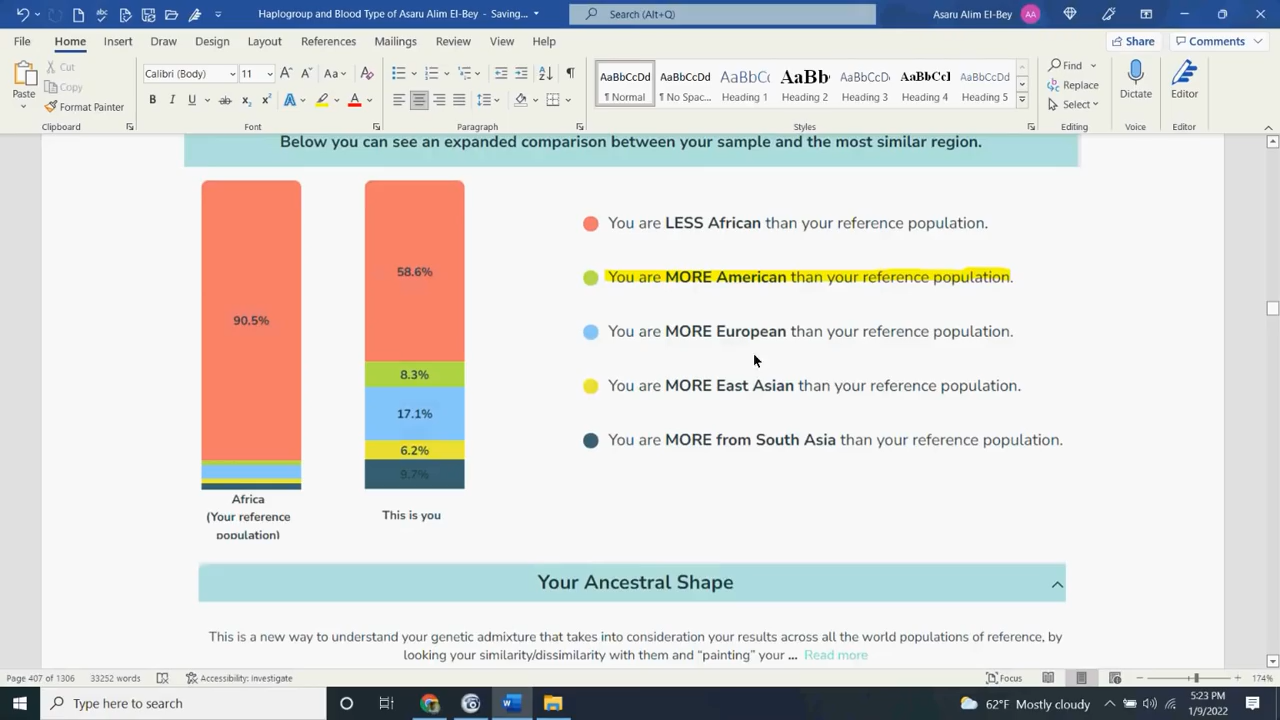 Haplogroup and Blood Type of Asaru Alim El-Bey - Saving...
Search (Alt+Q)
Asaru Alim El-Bey
AA
File Home Insert Draw Design Layout References Mailings Review View Help
Share
Comments
Paste
Cut
Copy
Format Painter
Calibri (Body)
11
AaBbCcDd AaBbCcDd AaBbCc AaBb AaBbCcD AaBbCcI AaBbCcDd
¶ Normal ¶ No Spac... Heading 1 Heading 2 Heading 3 Heading 4 Heading 5
Find
Replace
Select
Dictate
Editor
Clipboard Font Paragraph Styles Editing Voice Editor
Below you can see an expanded comparison between your sample and the most similar region.
90.5%
58.6%
8.3%
17.1%
6.2%
9.7%
Africa
(Your reference
population)
This is you
You are LESS African than your reference population.
You are MORE American than your reference population.
You are MORE European than your reference population.
You are MORE East Asian than your reference population.
You are MORE from South Asia than your reference population.
Your Ancestral Shape
This is a new way to understand your genetic admixture that takes into consideration your results across all the world populations of reference, by
looking your similarity/dissimilarity with them and “painting” your ... Read more
Page 407 of 1306 33252 words Accessibility: Investigate
Focus
174%
Type here to search
62°F Mostly cloudy
5:23 PM
1/9/2022